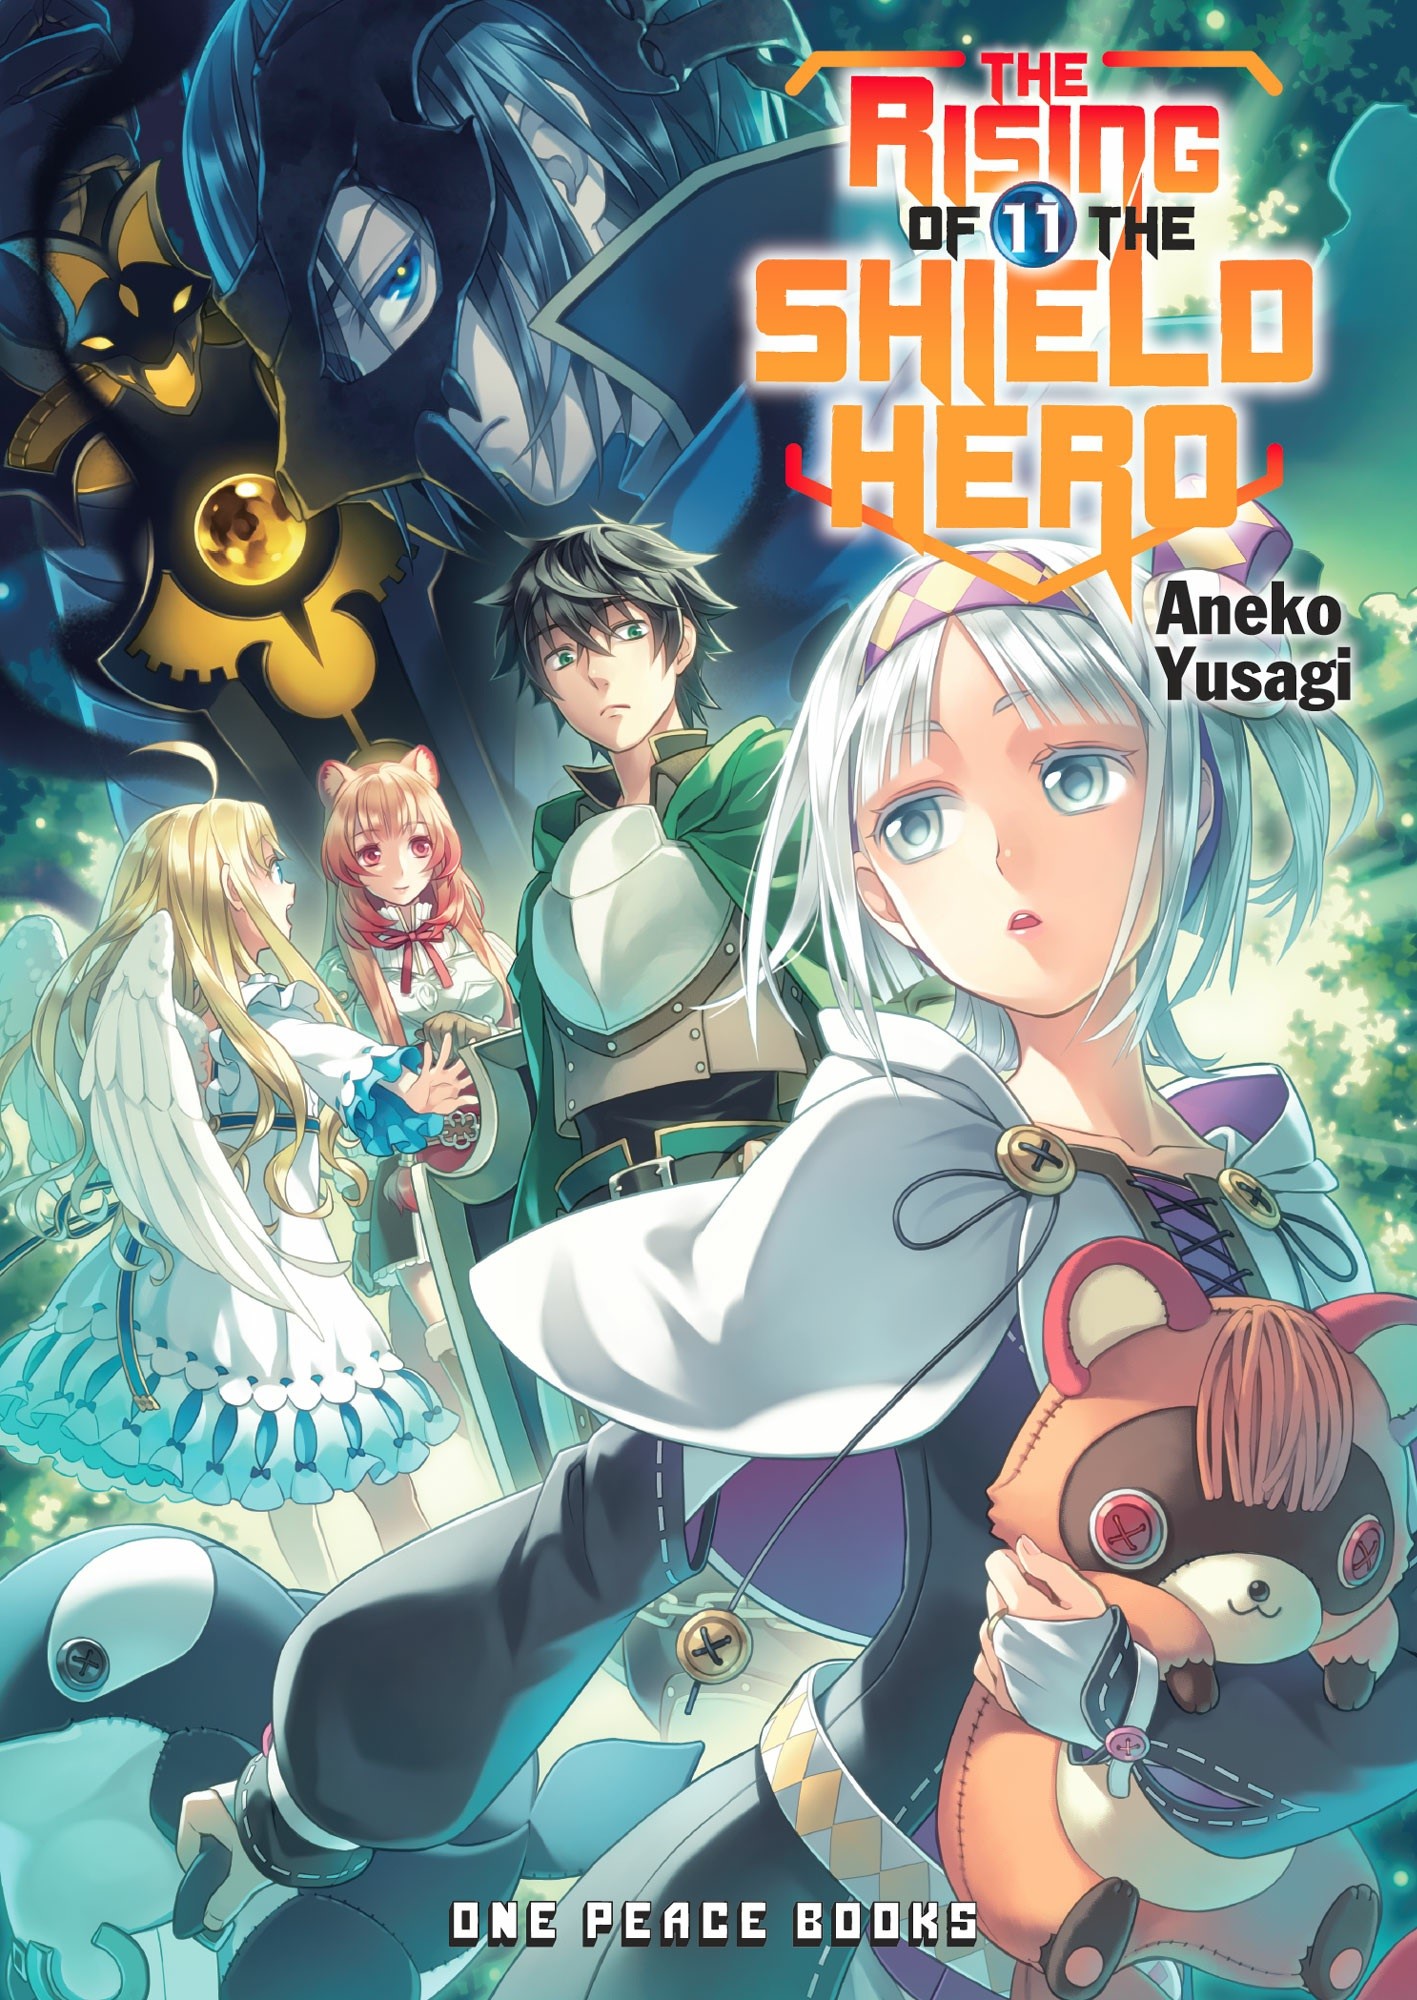 THE
RISING
OF 11 THE
SHIELD
HERO
Aneko
Yusagi
ONE PEACE BOOKS